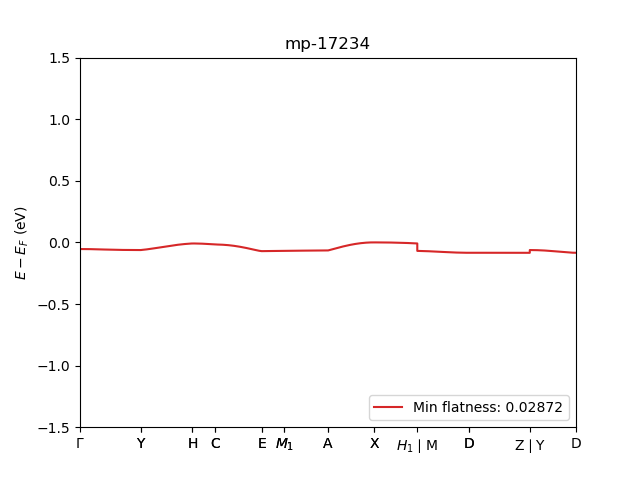 mp-17234
1.5
1.0
0.5
0.0
−0.5
−1.0
−1.5
E − E_F (eV)
Min flatness: 0.02872
Γ Y H C E M₁ A X H₁ | M D Z | Y D